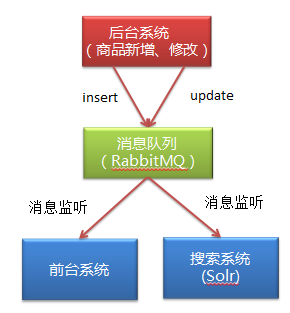 后台系统
（商品新增、修改）
insert
update
消息队列
（RabbitMQ）
消息监听
消息监听
前台系统
搜索系统
(Solr)